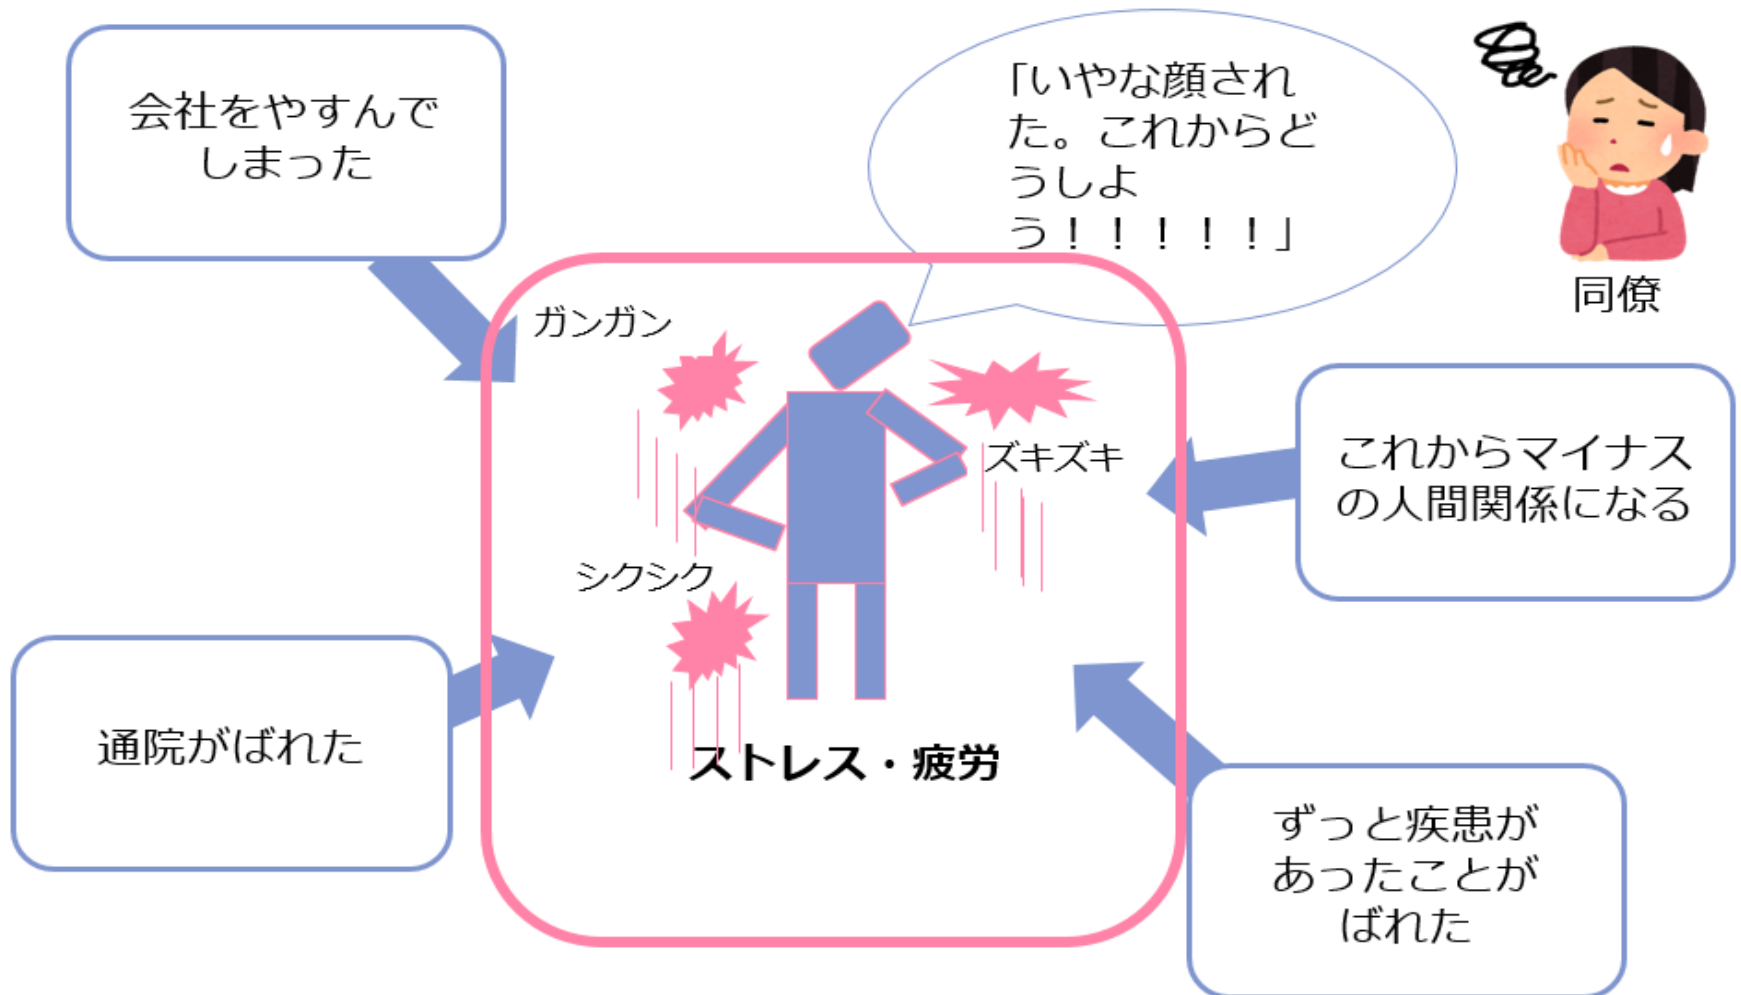 会社をやすんで
しまった
「いやな顔され
た。これからど
うしよ
う！！！！！」
同僚
ガンガン
ズキズキ
シクシク
これからマイナス
の人間関係になる
通院がばれた
ストレス・疲労
ずっと疾患が
あったことが
ばれた